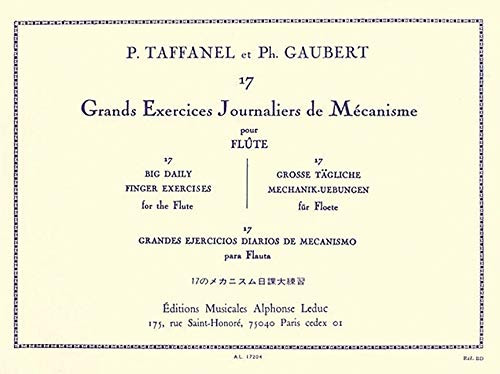 P. TAFFANEL et Ph. GAUBERT
17
Grands Exercices Journaliers de Mécanisme
pour
FLÛTE
17
BIG DAILY
FINGER EXERCISES
for the Flute
17
GROSSE TÄGLICHE
MECHANIK-UEBUNGEN
für Floete
17
GRANDES EJERCICIOS DIARIOS DE MECANISMO
para Flauta
17のメカニズム日課大練習
Éditions Musicales Alphonse Leduc
175, rue Saint-Honoré, 75040 Paris cedex 01
A.L. 17204
Réf. BD